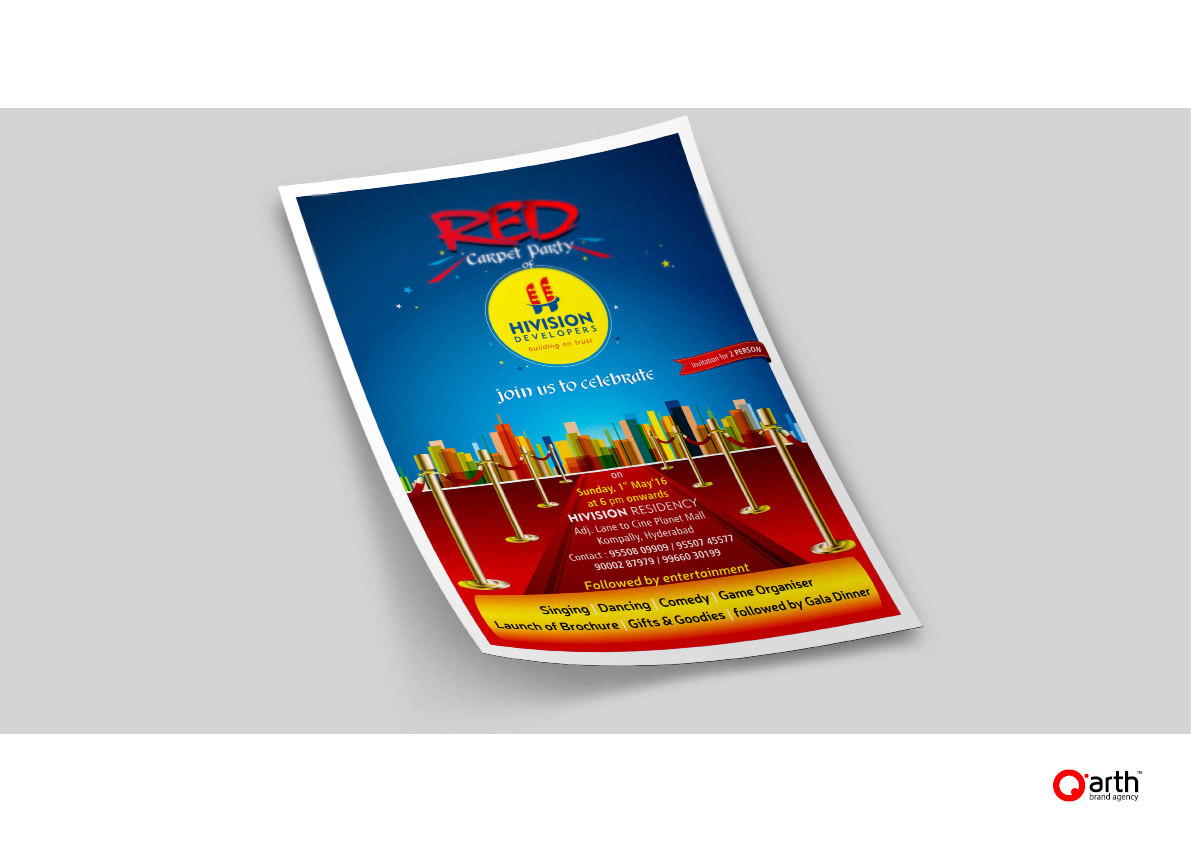 RED
Carpet Party
of
HIVISION
DEVELOPERS
building on trust
Invitation for 2 PERSON
join us to celebrate
on
Sunday, 1st May'16
at 6 pm onwards
HIVISION RESIDENCY
Adj. Lane to Cine Planet Mall
Kompally, Hyderabad
Contact : 95508 09909 / 95507 45577
90002 87979 / 99660 30199
Followed by entertainment
Singing | Dancing | Comedy | Game Organiser
Launch of Brochure | Gifts & Goodies | followed by Gala Dinner
Q'arth™
brand agency